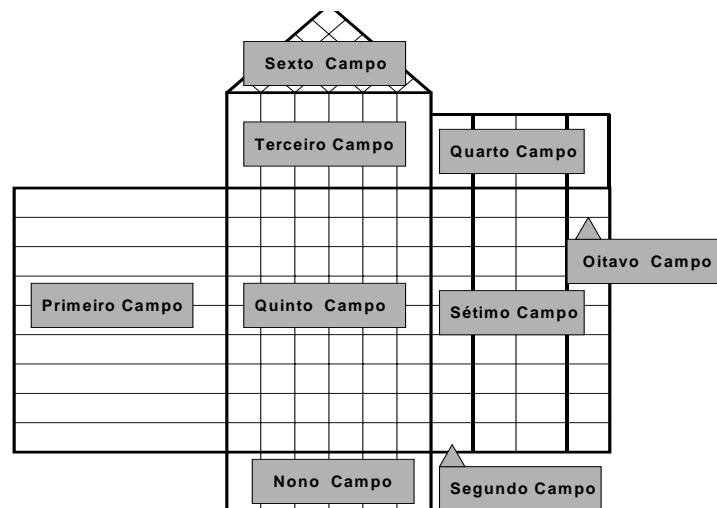 Sexto Campo
Terceiro Campo
Quarto Campo
Oitavo Campo
Primeiro Campo
Quinto Campo
Sétimo Campo
Nono Campo
Segundo Campo